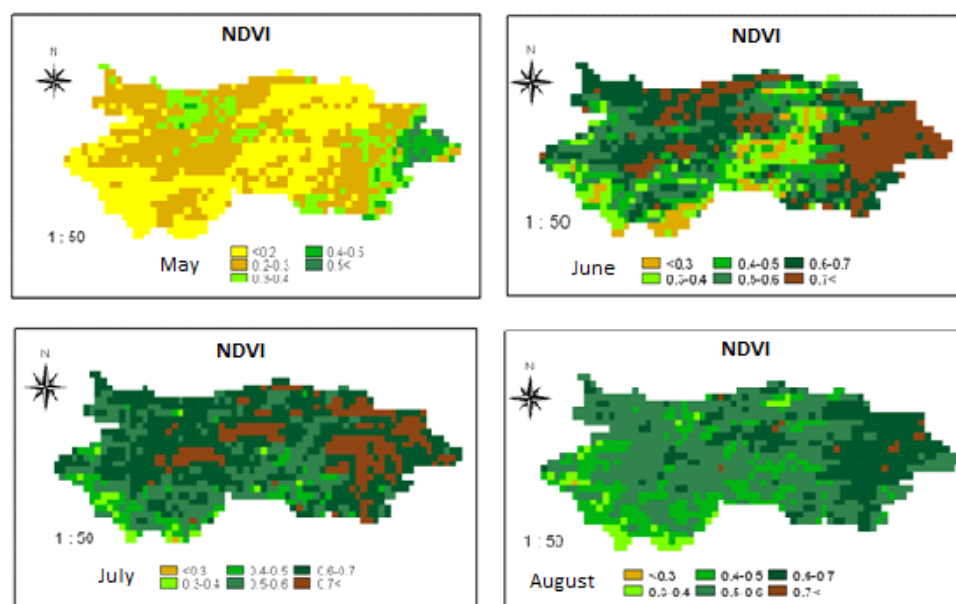 NDVI
N
1 : 50
May
<0.2 0.4-0.5
0.2-0.3 0.5<
0.3-0.4
NDVI
N
1 : 50
June
<0.3 0.4-0.5 0.6-0.7
0.3-0.4 0.5-0.6 0.7<
NDVI
N
1 : 50
July
<0.3 0.4-0.5 0.6-0.7
0.3-0.4 0.5-0.6 0.7<
NDVI
N
1 : 50
August
<0.3 0.4-0.5 0.6-0.7
0.3-0.4 0.5-0.6 0.7<